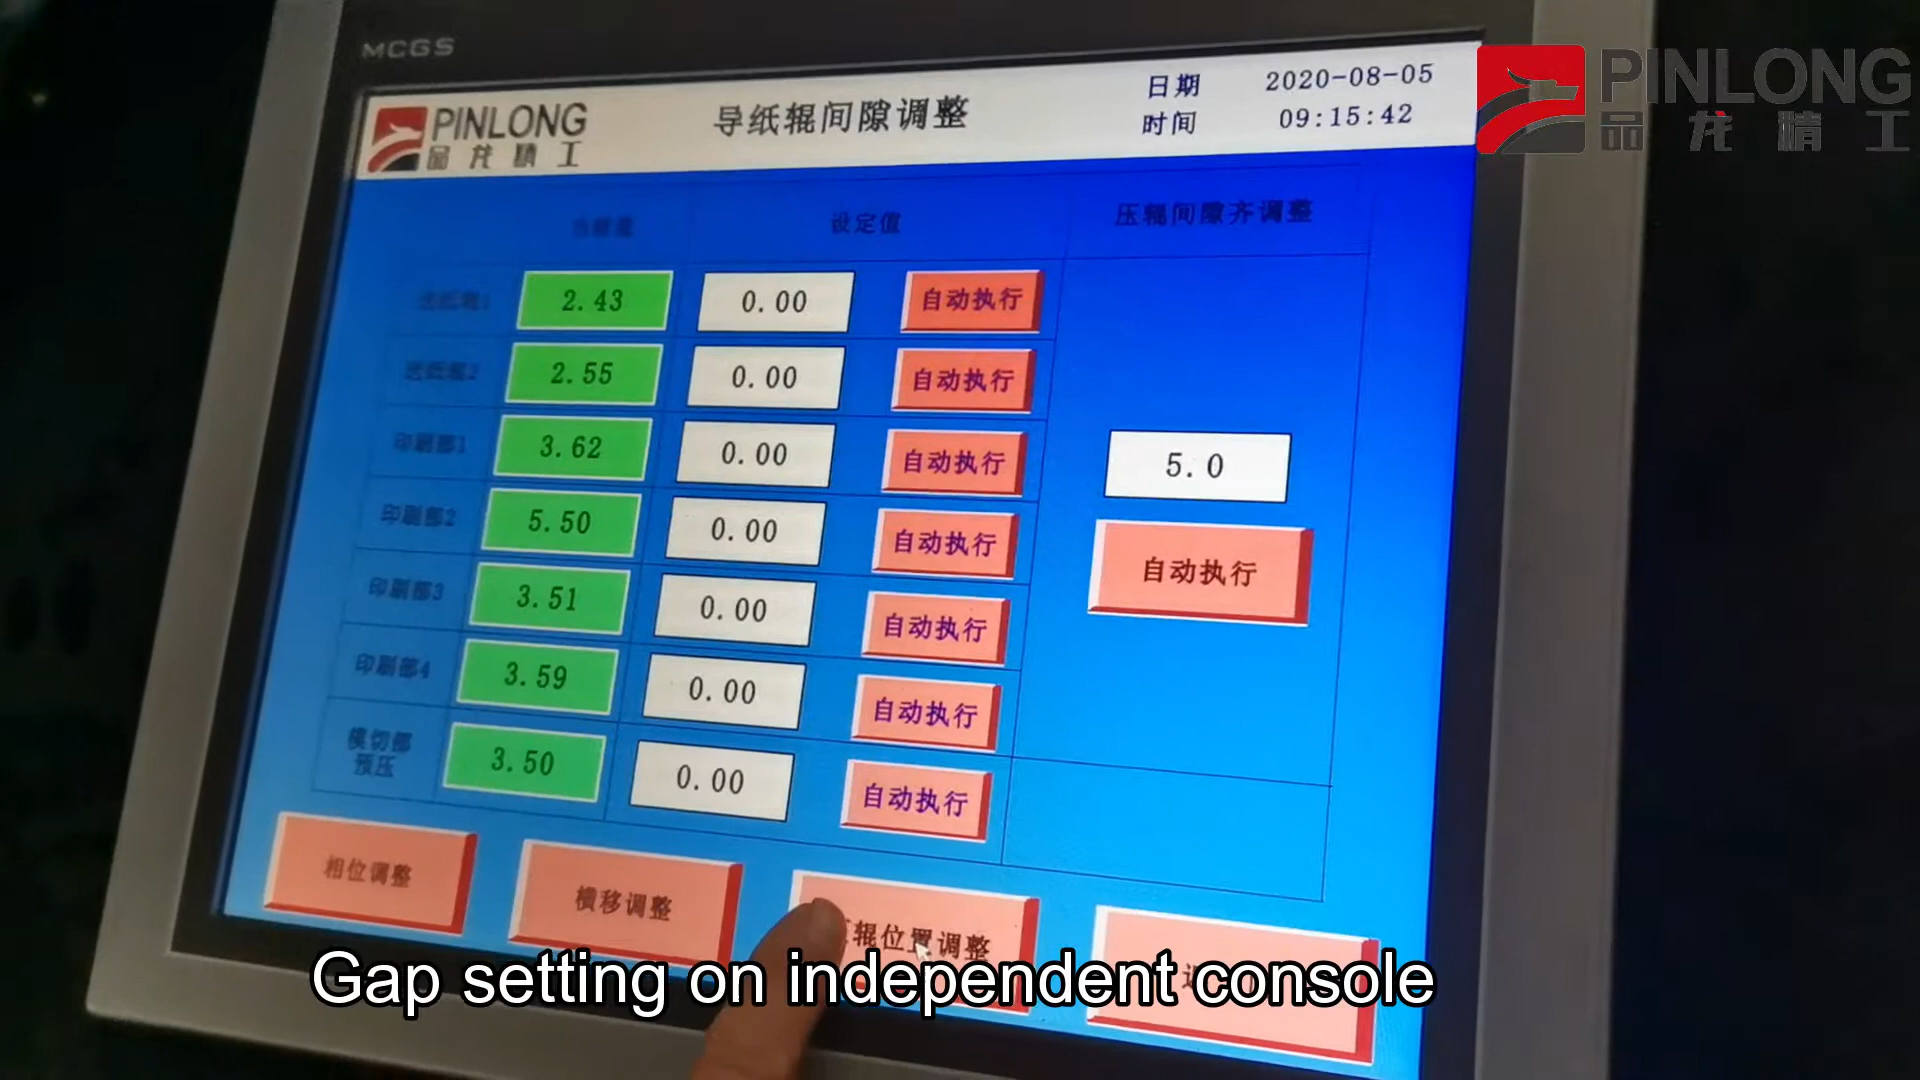 MCGS
PINLONG
品龙精工
导纸辊间隙调整
日期 2020-08-05
时间 09:15:42
PINLONG
品龙精工
当前值 设定值 压辊间隙齐调整
2.43 0.00 自动执行
2.55 0.00 自动执行
印刷部1 3.62 0.00 自动执行
5.0
印刷部2 5.50 0.00 自动执行
自动执行
印刷部3 3.51 0.00 自动执行
印刷部4 3.59 0.00 自动执行
模切部
预压
3.50 0.00 自动执行
相位调整 横移调整 辊位置调整
Gap setting on independent console